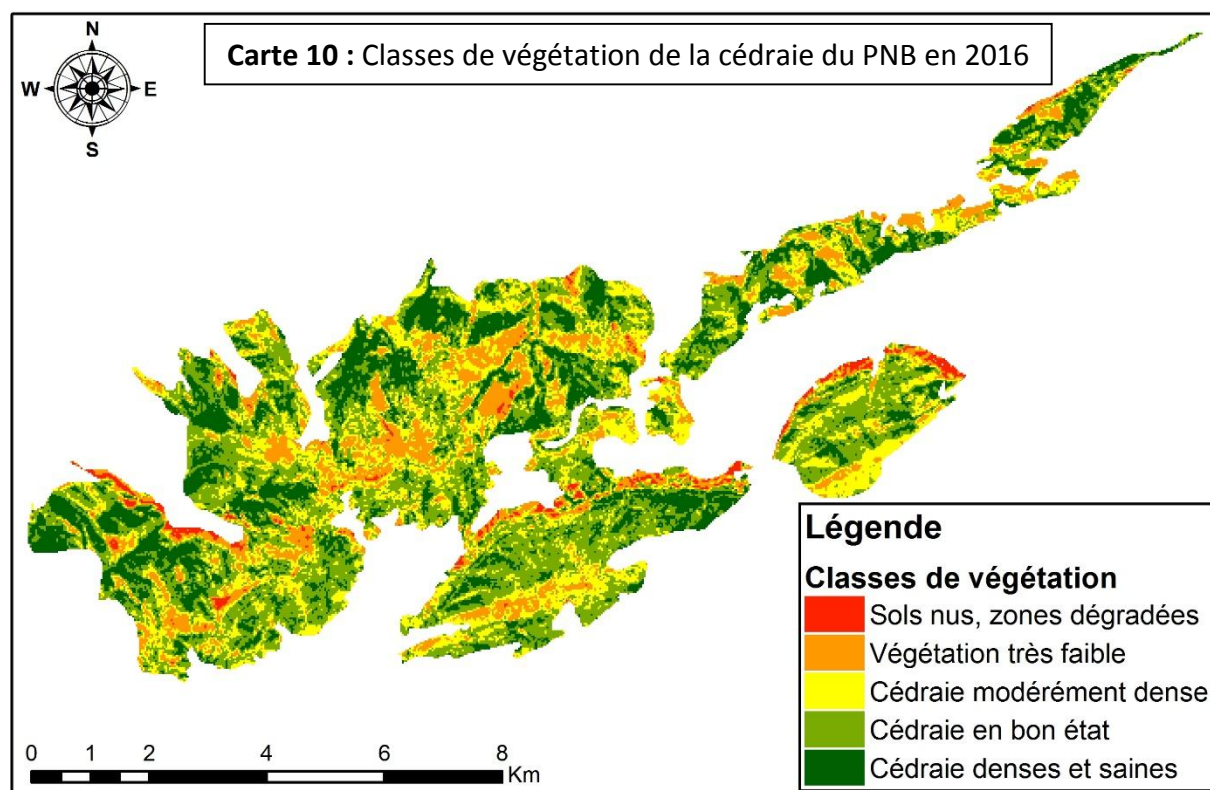 N
W E
S
Carte 10 : Classes de végétation de la cédraie du PNB en 2016
Légende
Classes de végétation
Sols nus, zones dégradées
Végétation très faible
Cédraie modérément dense
Cédraie en bon état
Cédraie denses et saines
0 1 2 4 6 8
Km